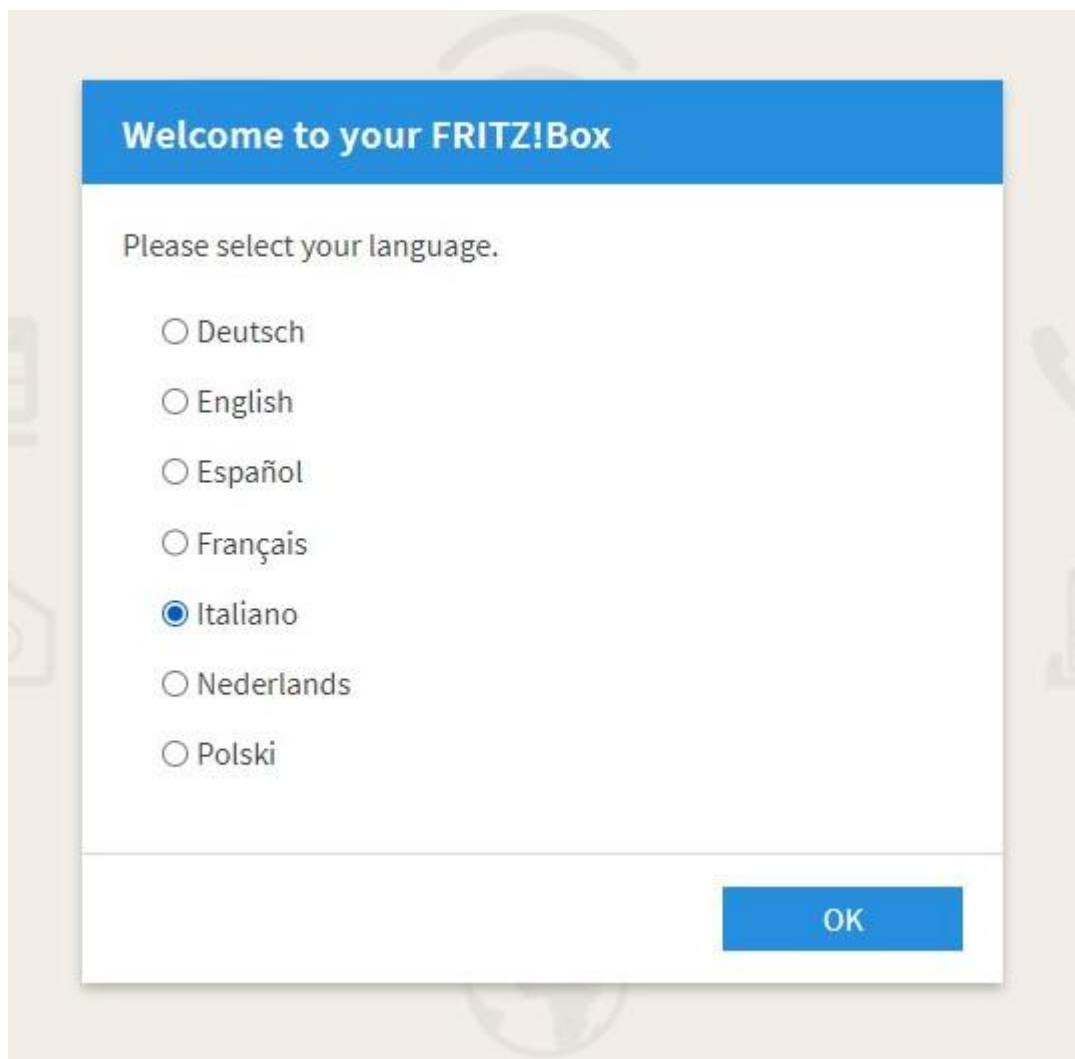 Welcome to your FRITZ!Box
Please select your language.
Deutsch
English
Español
Français
Italiano
Nederlands
Polski
OK